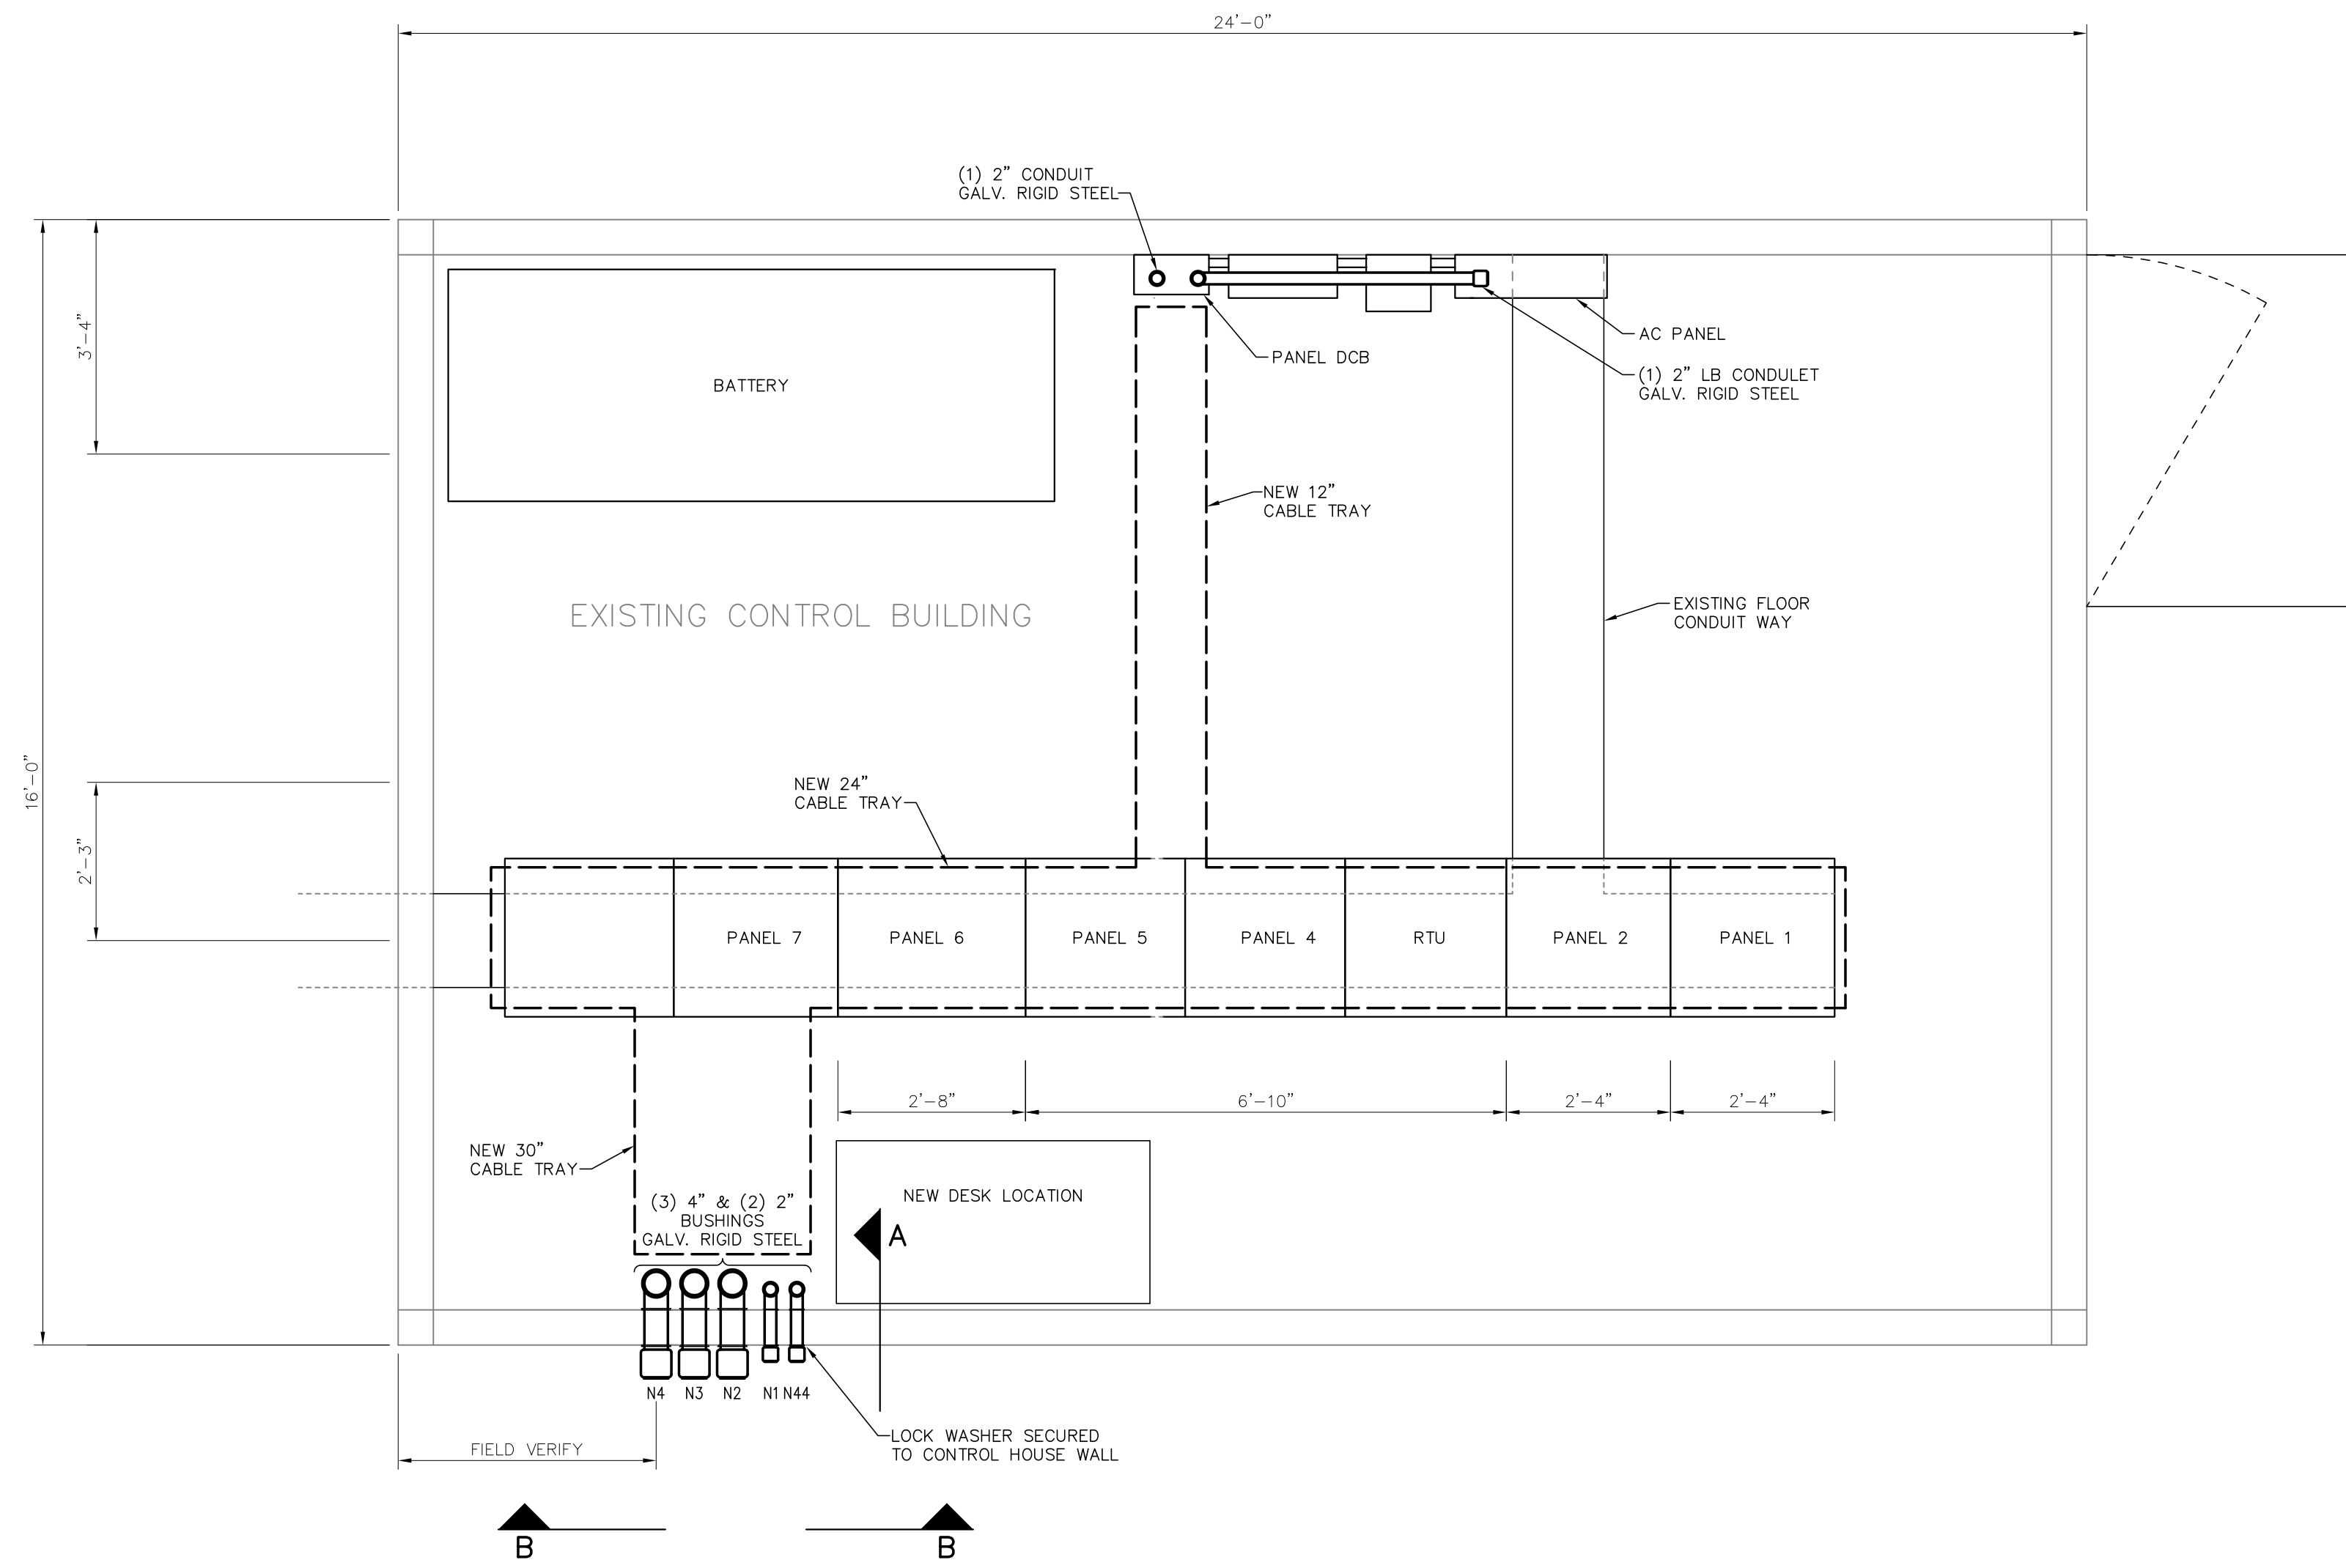 24'-0"
(1) 2" CONDUIT
GALV. RIGID STEEL
3'-4"
AC PANEL
PANEL DCB
(1) 2" LB CONDULET
GALV. RIGID STEEL
BATTERY
NEW 12"
CABLE TRAY
EXISTING CONTROL BUILDING
EXISTING FLOOR
CONDUIT WAY
16'-0"
NEW 24"
CABLE TRAY
2'-3"
PANEL 7
PANEL 6
PANEL 5
PANEL 4
RTU
PANEL 2
PANEL 1
2'-8"
6'-10"
2'-4"
2'-4"
NEW 30"
CABLE TRAY
(3) 4" & (2) 2"
BUSHINGS
GALV. RIGID STEEL
NEW DESK LOCATION
A
N4
N3
N2
N1
N44
LOCK WASHER SECURED
TO CONTROL HOUSE WALL
FIELD VERIFY
B
B